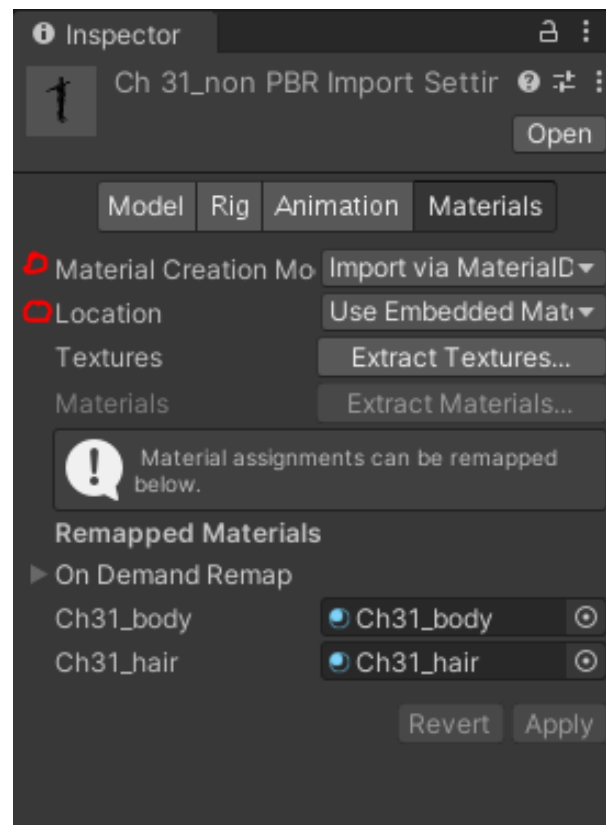 Inspector
Ch 31_non PBR Import Settir
Open
Model Rig Animation Materials
Material Creation Mo Import via MaterialD
Location Use Embedded Mate
Textures Extract Textures...
Materials Extract Materials...
Material assignments can be remapped
below.
Remapped Materials
On Demand Remap
Ch31_body Ch31_body
Ch31_hair Ch31_hair
Revert Apply